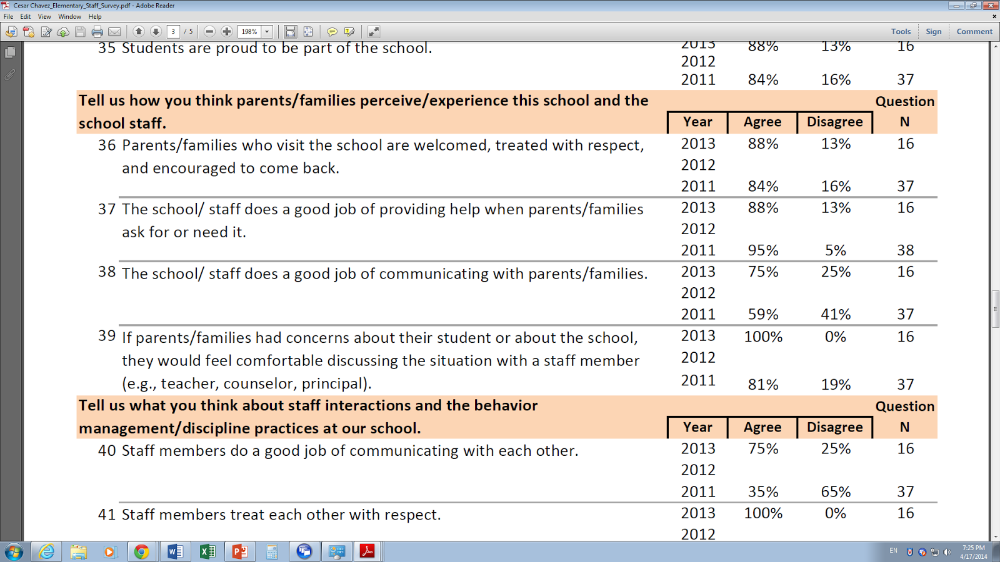 Cesar Chavez_Elementary_Staff_Survey.pdf - Adobe Reader
File Edit View Window Help
3 / 5 198% Tools Sign Comment
35 Students are proud to be part of the school. 2013 88% 13% 16
2012
2011 84% 16% 37
Tell us how you think parents/families perceive/experience this school and the Question
school staff. Year Agree Disagree N
36 Parents/families who visit the school are welcomed, treated with respect, 2013 88% 13% 16
and encouraged to come back. 2012
2011 84% 16% 37
37 The school/ staff does a good job of providing help when parents/families 2013 88% 13% 16
ask for or need it. 2012
2011 95% 5% 38
38 The school/ staff does a good job of communicating with parents/families. 2013 75% 25% 16
2012
2011 59% 41% 37
39 If parents/families had concerns about their student or about the school, 2013 100% 0% 16
they would feel comfortable discussing the situation with a staff member 2012
(e.g., teacher, counselor, principal). 2011 81% 19% 37
Tell us what you think about staff interactions and the behavior Question
management/discipline practices at our school. Year Agree Disagree N
40 Staff members do a good job of communicating with each other. 2013 75% 25% 16
2012
2011 35% 65% 37
41 Staff members treat each other with respect. 2013 100% 0% 16
2012
EN 7:25 PM
4/17/2014